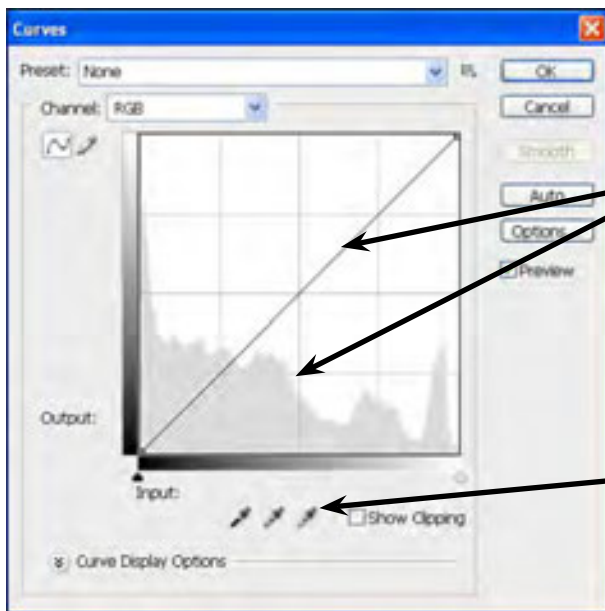 Curves
Preset: None
OK
Channel: RGB
Cancel
Smooth
Auto
Options...
Preview
Output:
Input:
Show Clipping
Curve Display Options